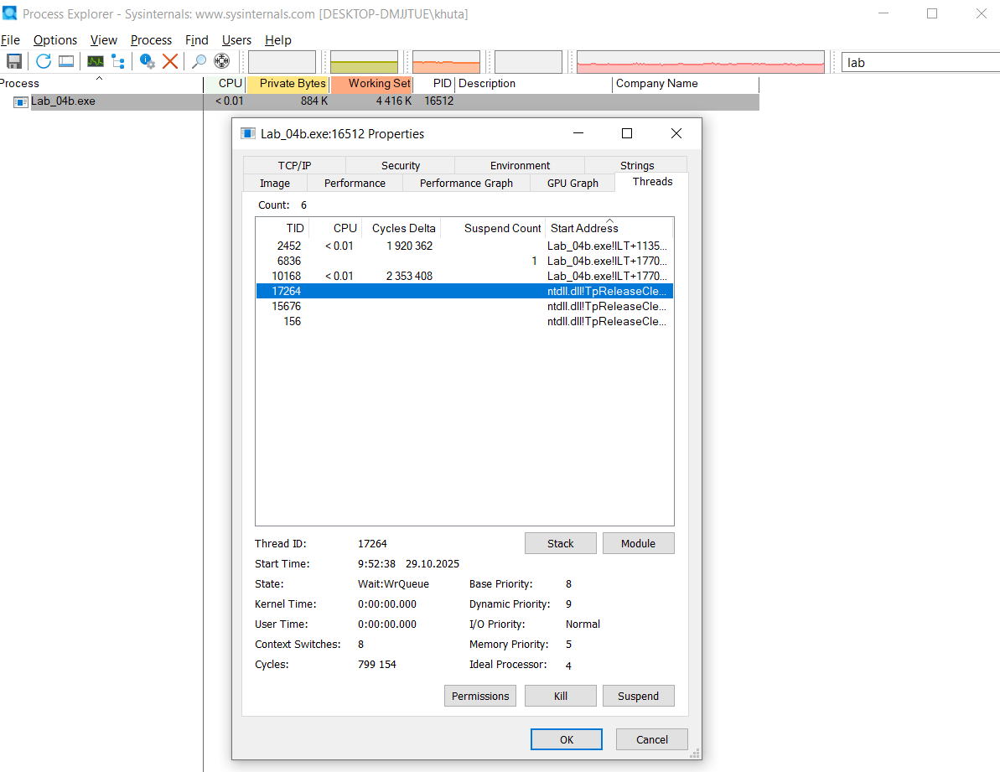 Process Explorer - Sysinternals: www.sysinternals.com [DESKTOP-DMJJTUE\khuta]
File Options View Process Find Users Help
lab
Process CPU Private Bytes Working Set PID Description Company Name
Lab_04b.exe < 0.01 884 K 4 416 K 16512
Lab_04b.exe:16512 Properties
TCP/IP Security Environment Strings
Image Performance Performance Graph GPU Graph Threads
Count: 6
TID CPU Cycles Delta Suspend Count Start Address
2452 < 0.01 1 920 362 Lab_04b.exe!ILT+1135...
6836 1 Lab_04b.exe!ILT+1770...
10168 < 0.01 2 353 408 Lab_04b.exe!ILT+1770...
17264 ntdll.dll!TpReleaseCle...
15676 ntdll.dll!TpReleaseCle...
156 ntdll.dll!TpReleaseCle...
Thread ID: 17264 Stack Module
Start Time: 9:52:38 29.10.2025
State: Wait:WrQueue Base Priority: 8
Kernel Time: 0:00:00.000 Dynamic Priority: 9
User Time: 0:00:00.000 I/O Priority: Normal
Context Switches: 8 Memory Priority: 5
Cycles: 799 154 Ideal Processor: 4
Permissions Kill Suspend
OK Cancel